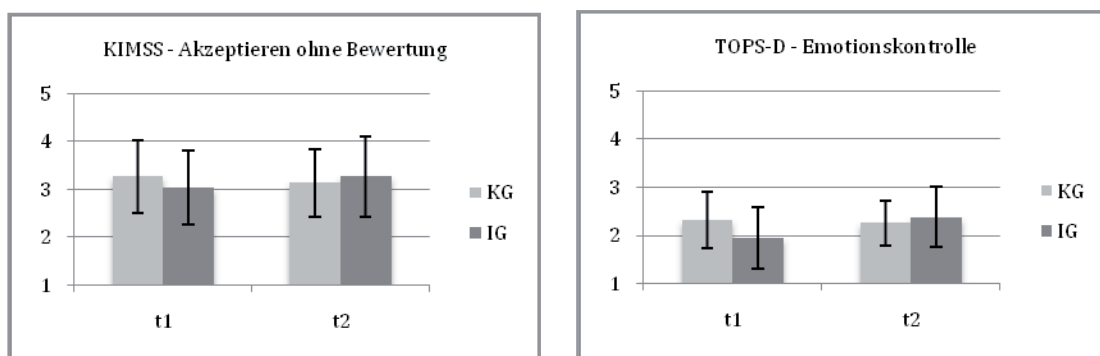 KIMSS - Akzeptieren ohne Bewertung
5
4
3
2
1
t1
t2
KG
IG
TOPS-D - Emotionskontrolle
5
4
3
2
1
t1
t2
KG
IG